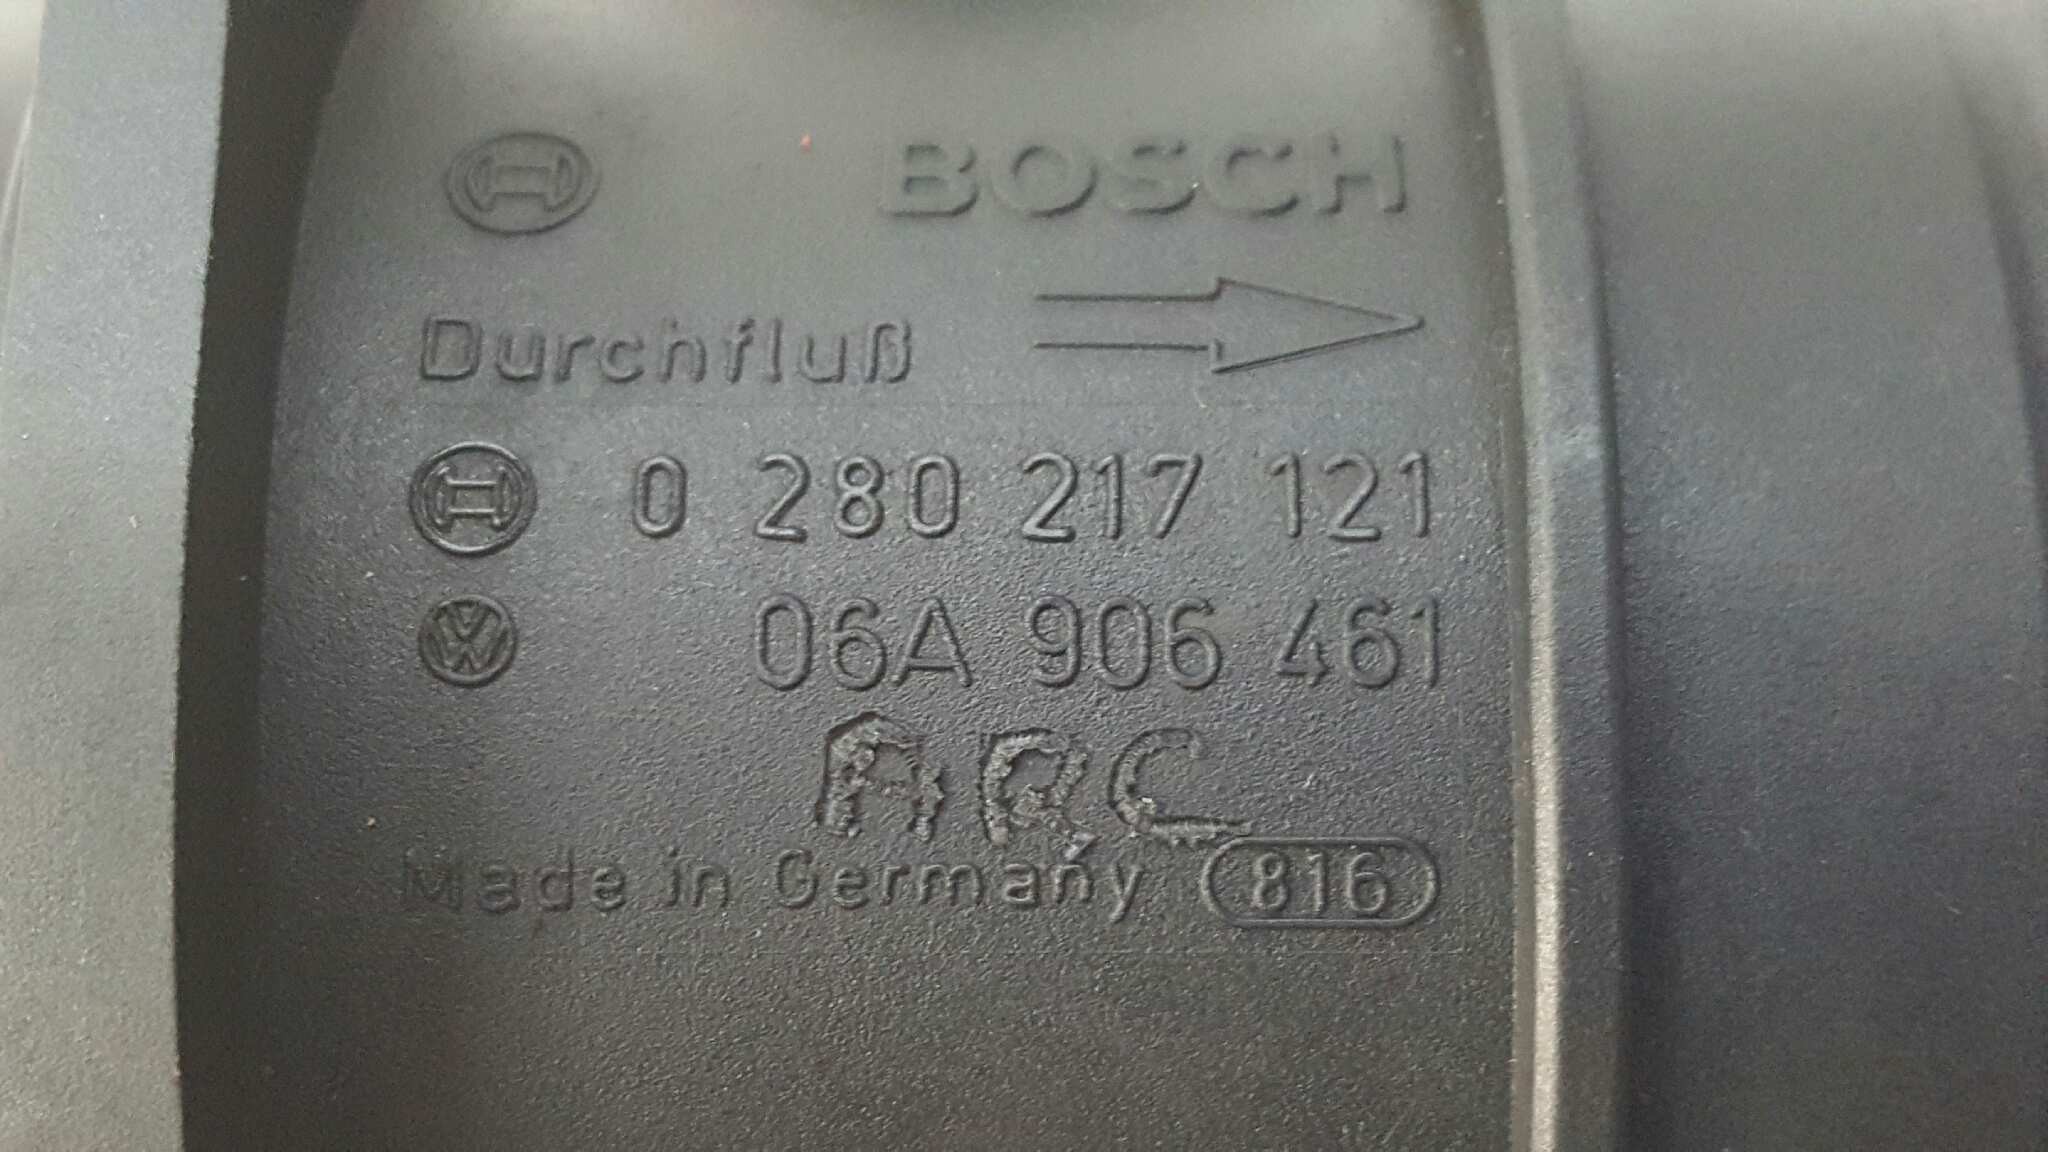 BOSCH
Durchfluß
0 280 217 121
06A 906 461
ARC
Made in Germany 816